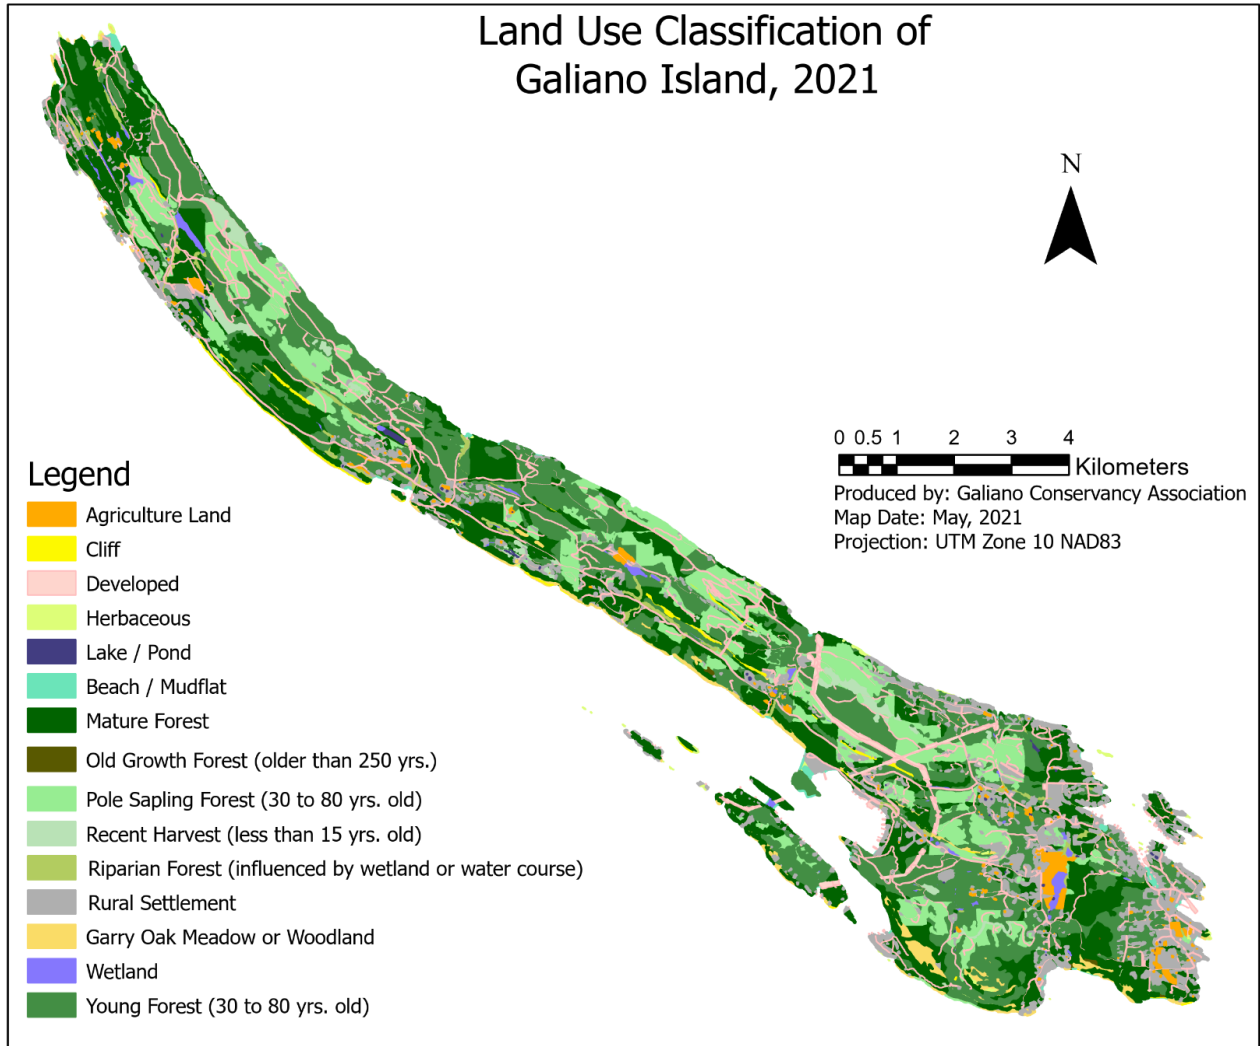 Land Use Classification of
Galiano Island, 2021
N
0 0.5 1 2 3 4
Kilometers
Produced by: Galiano Conservancy Association
Map Date: May, 2021
Projection: UTM Zone 10 NAD83
Legend
Agriculture Land
Cliff
Developed
Herbaceous
Lake / Pond
Beach / Mudflat
Mature Forest
Old Growth Forest (older than 250 yrs.)
Pole Sapling Forest (30 to 80 yrs. old)
Recent Harvest (less than 15 yrs. old)
Riparian Forest (influenced by wetland or water course)
Rural Settlement
Garry Oak Meadow or Woodland
Wetland
Young Forest (30 to 80 yrs. old)